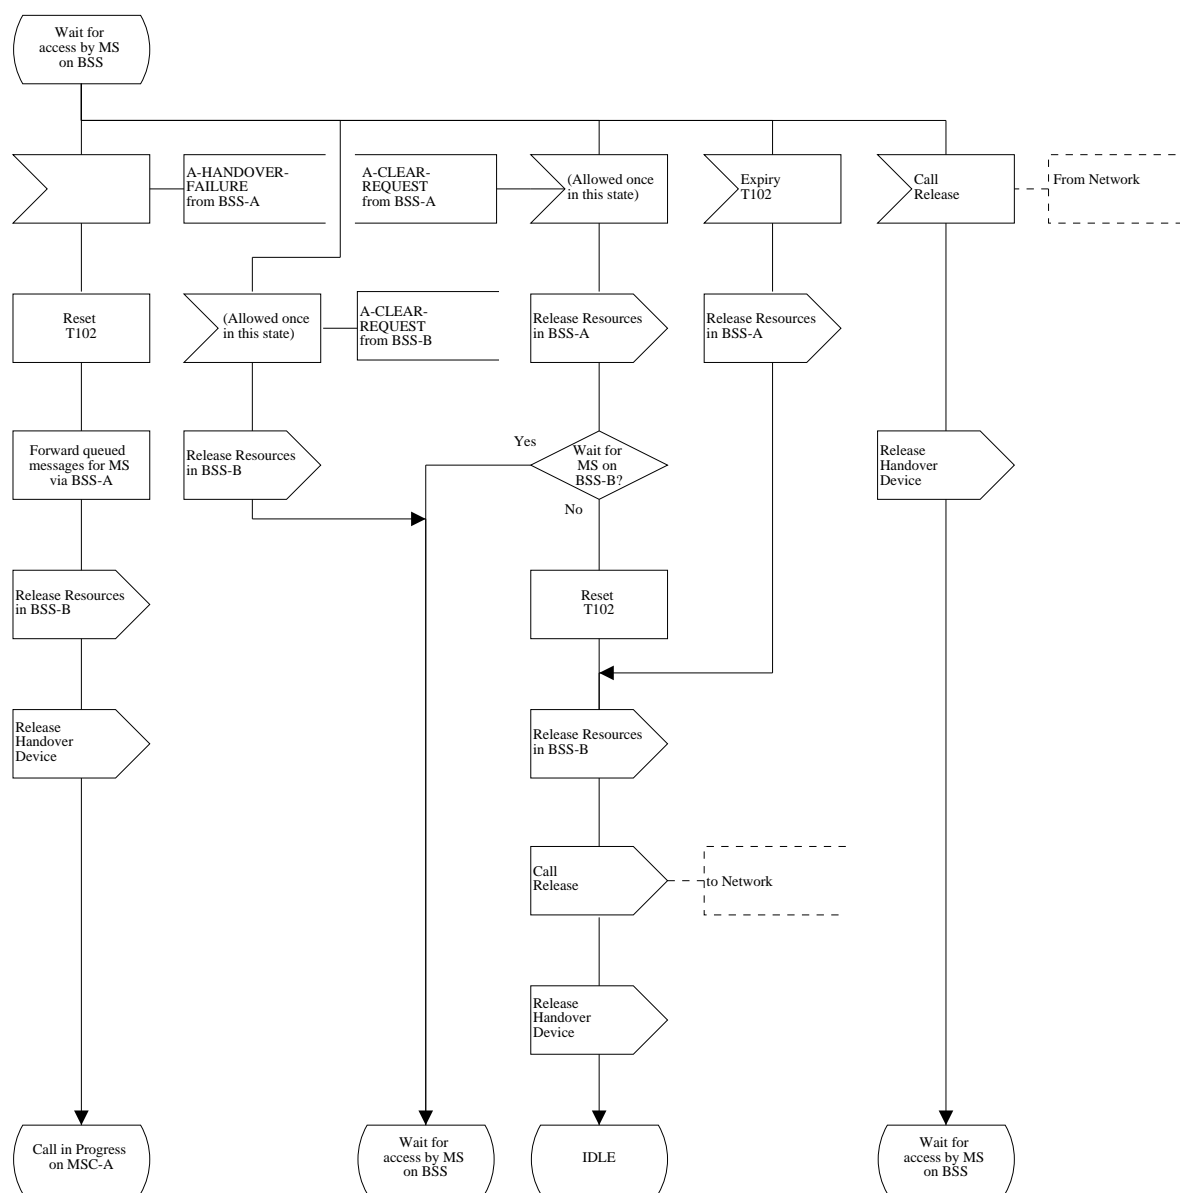 Wait for
access by MS
on BSS
A-HANDOVER-
FAILURE
from BSS-A
A-CLEAR-
REQUEST
from BSS-A
(Allowed once
in this state)
Expiry
T102
Call
Release
From Network
Reset
T102
(Allowed once
in this state)
A-CLEAR-
REQUEST
from BSS-B
Release Resources
in BSS-A
Release Resources
in BSS-A
Forward queued
messages for MS
via BSS-A
Release Resources
in BSS-B
Yes
Wait for
MS on
BSS-B?
No
Release
Handover
Device
Release Resources
in BSS-B
Reset
T102
Release
Handover
Device
Release Resources
in BSS-B
Call
Release
to Network
Release
Handover
Device
Call in Progress
on MSC-A
Wait for
access by MS
on BSS
IDLE
Wait for
access by MS
on BSS